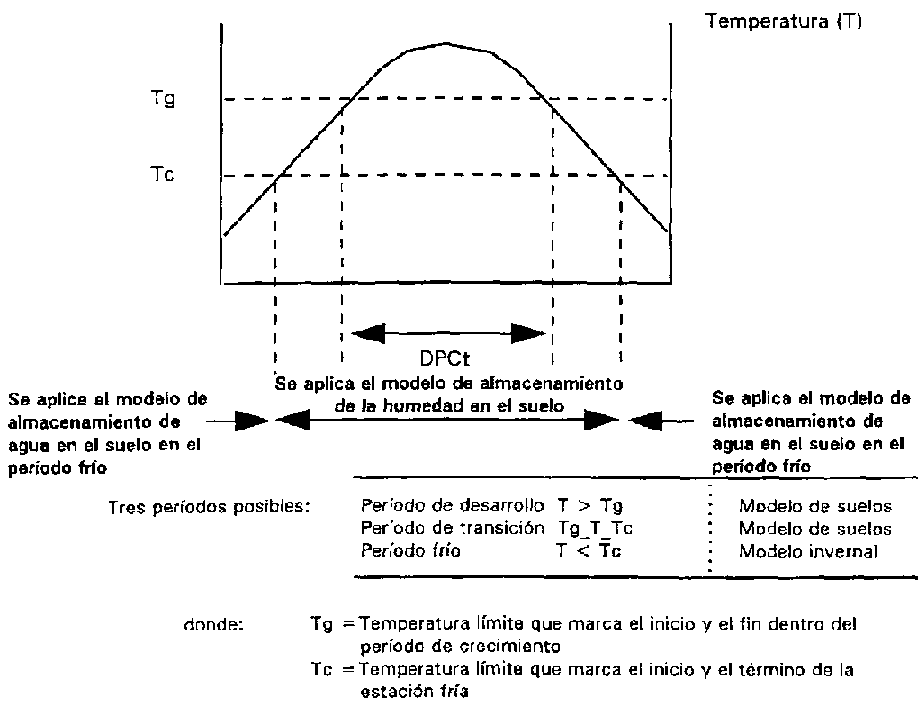 Temperatura (T)
Tg
Tc
DPCt
Se aplica el modelo de almacenamiento
de la humedad en el suelo
Se aplica el modelo de
almacenamiento de
agua en el suelo en el
período frío
Se aplica el modelo de
almacenamiento de
agua en el suelo en el
período frío
Tres períodos posibles:
Período de desarrollo T > Tg : Modelo de suelos
Período de transición Tg_T_Tc : Modelo de suelos
Período frío T < Tc : Modelo invernal
donde:
Tg = Temperatura límite que marca el inicio y el fin dentro del
período de crecimiento
Tc = Temperatura límite que marca el inicio y el término de la
estación fría